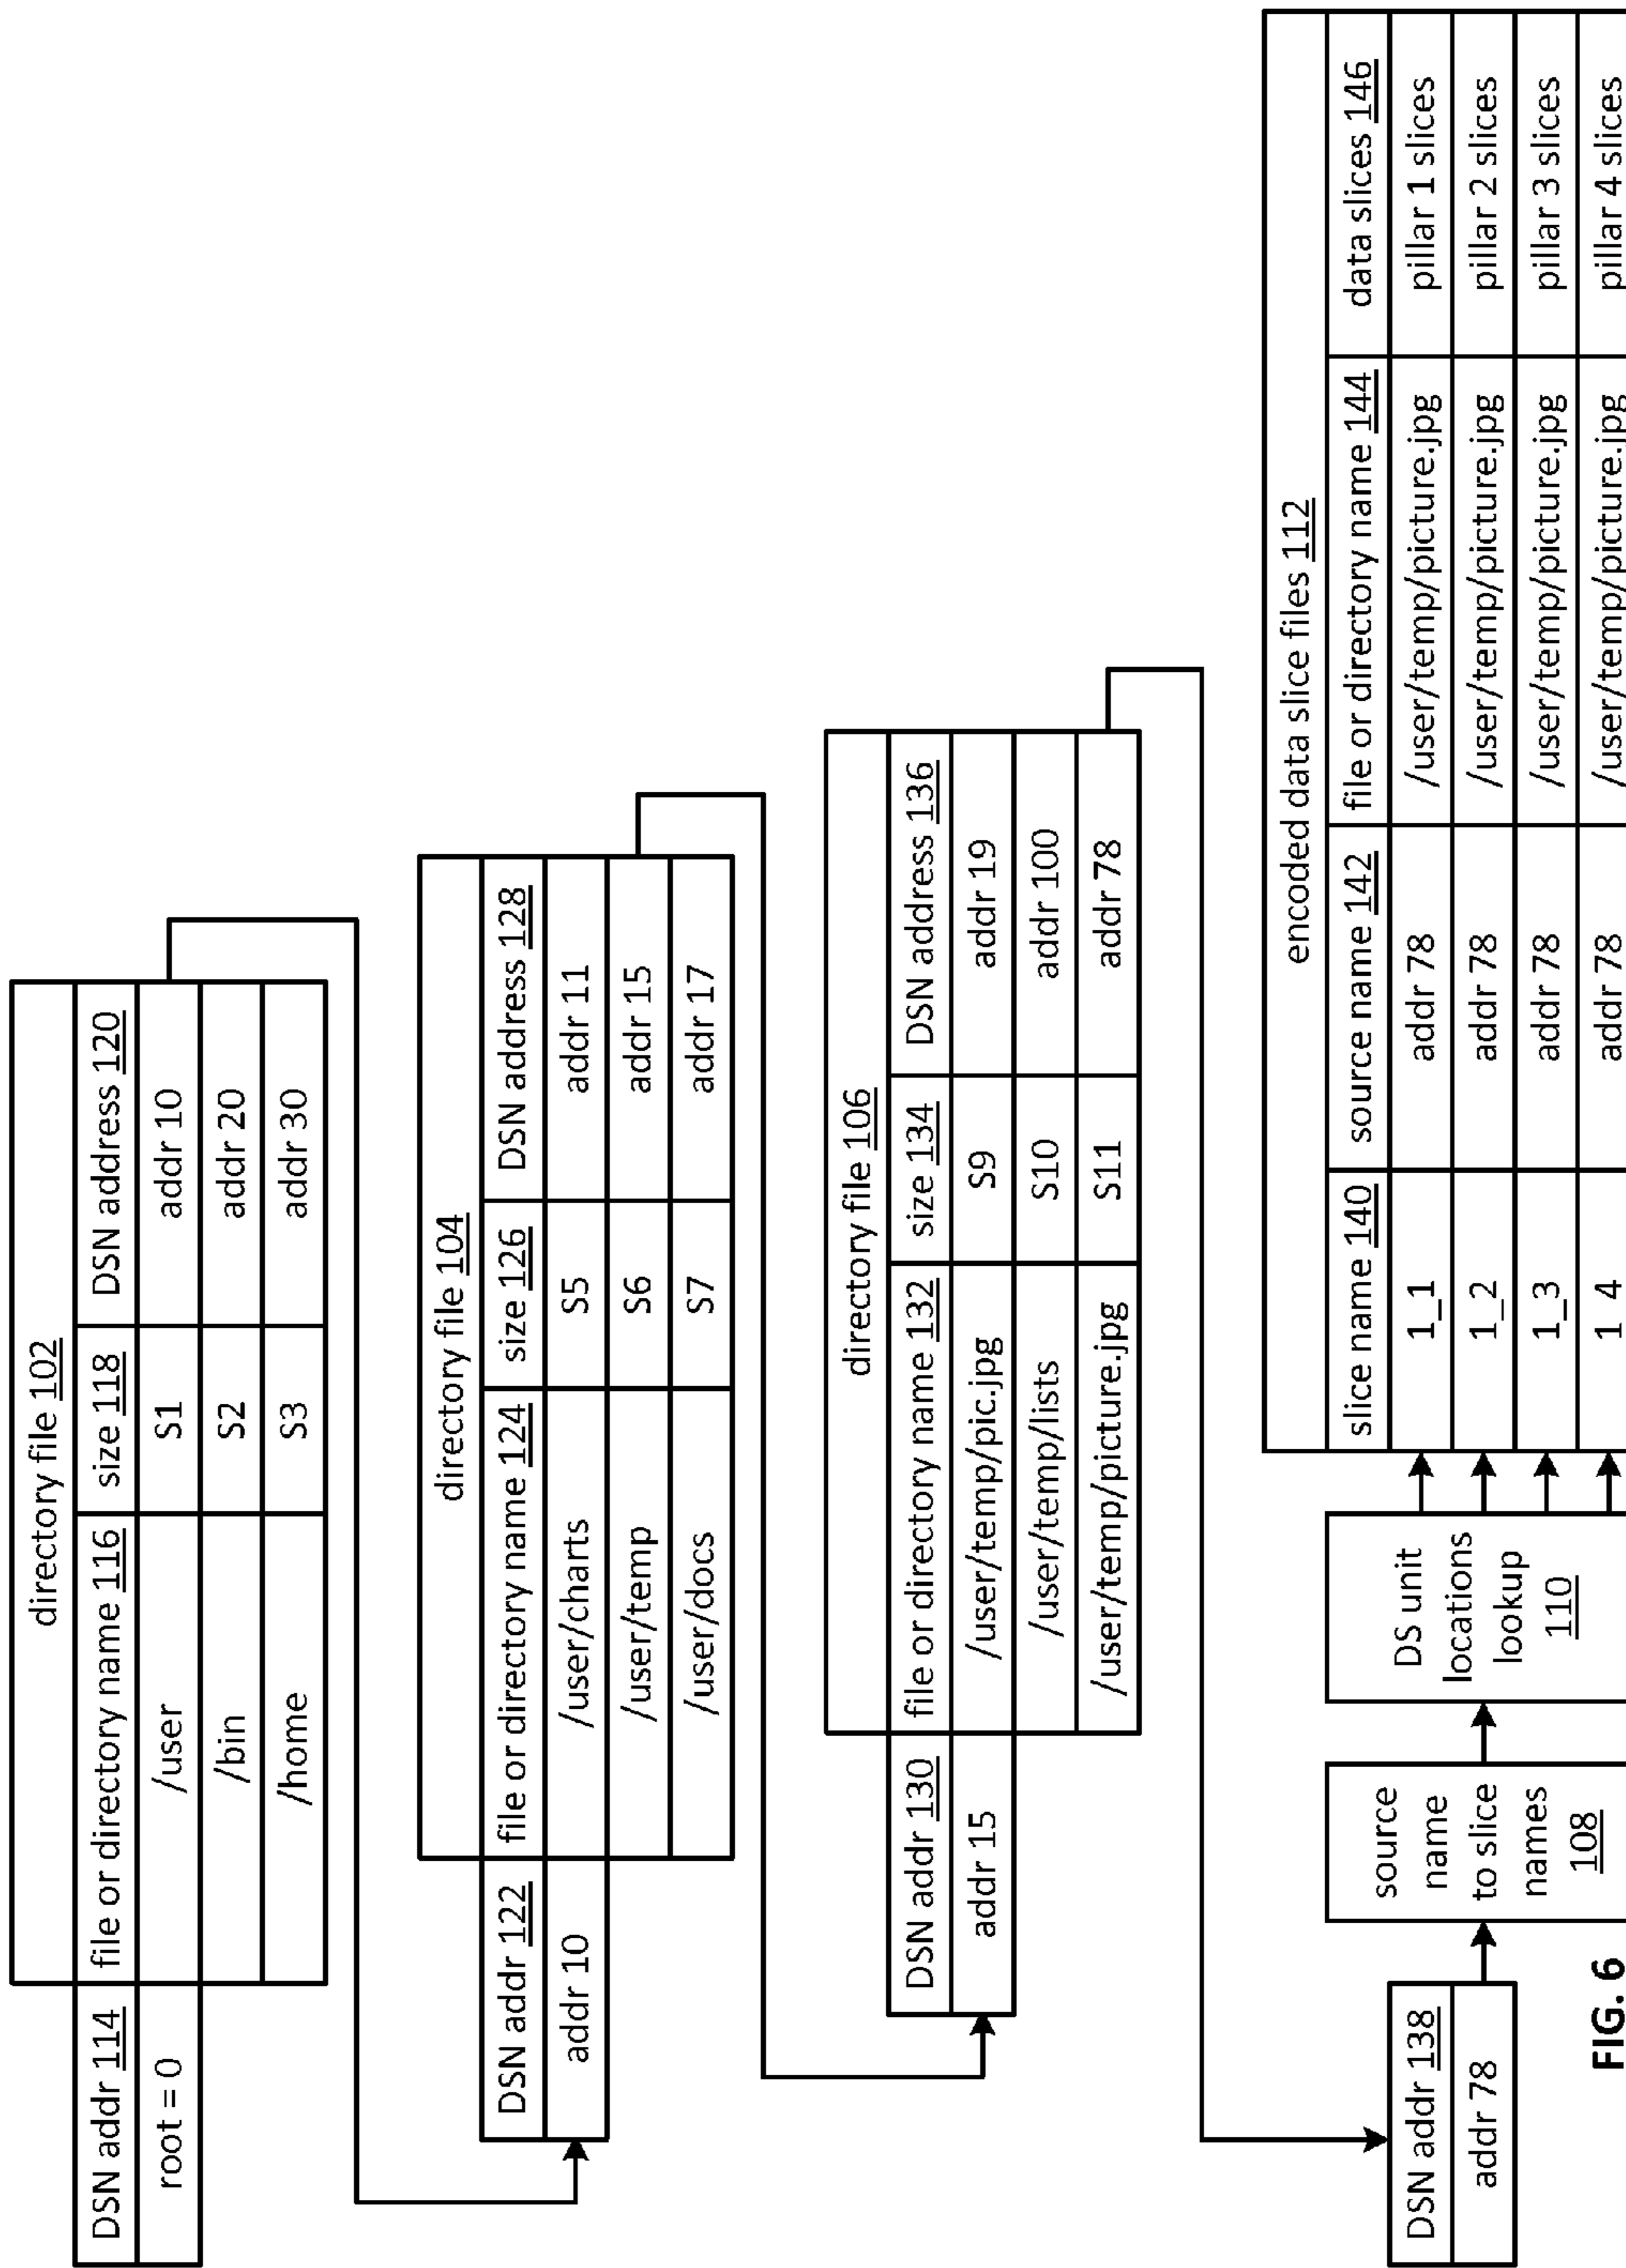 directory file 102
DSN addr 114 file or directory name 116 size 118 DSN address 120
root = 0 /user S1 addr 10
/bin S2 addr 20
/home S3 addr 30
directory file 104
DSN addr 122 file or directory name 124 size 126 DSN address 128
addr 10 /user/charts S5 addr 11
/user/temp S6 addr 15
/user/docs S7 addr 17
directory file 106
DSN addr 130 file or directory name 132 size 134 DSN address 136
addr 15 /user/temp/pic.jpg S9 addr 19
/user/temp/lists S10 addr 100
/user/temp/picture.jpg S11 addr 78
DSN addr 138
addr 78
source
name
to slice
names
108
DS unit
locations
lookup
110
encoded data slice files 112
slice name 140 source name 142 file or directory name 144 data slices 146
1_1 addr 78 /user/temp/picture.jpg pillar 1 slices
1_2 addr 78 /user/temp/picture.jpg pillar 2 slices
1_3 addr 78 /user/temp/picture.jpg pillar 3 slices
1_4 addr 78 /user/temp/picture.jpg pillar 4 slices
FIG. 6